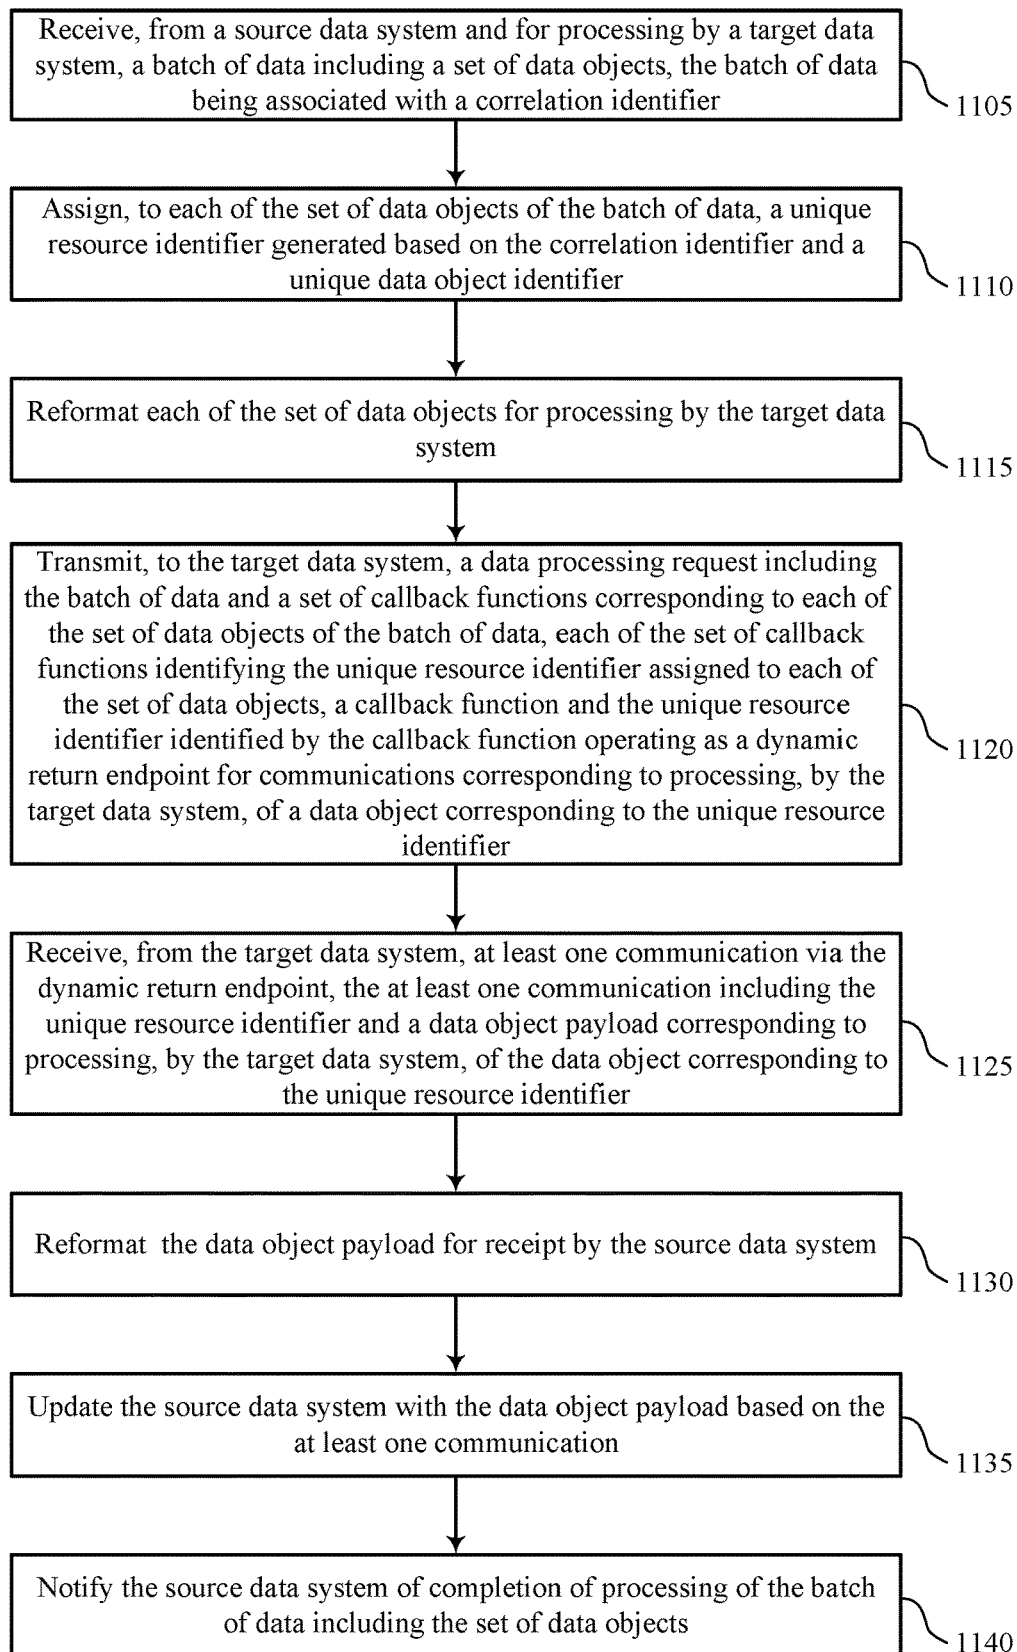 Receive, from a source data system and for processing by a target data
system, a batch of data including a set of data objects, the batch of data
being associated with a correlation identifier
1105
Assign, to each of the set of data objects of the batch of data, a unique
resource identifier generated based on the correlation identifier and a
unique data object identifier
1110
Reformat each of the set of data objects for processing by the target data
system
1115
Transmit, to the target data system, a data processing request including
the batch of data and a set of callback functions corresponding to each of
the set of data objects of the batch of data, each of the set of callback
functions identifying the unique resource identifier assigned to each of
the set of data objects, a callback function and the unique resource
identifier identified by the callback function operating as a dynamic
return endpoint for communications corresponding to processing, by the
target data system, of a data object corresponding to the unique resource
identifier
1120
Receive, from the target data system, at least one communication via the
dynamic return endpoint, the at least one communication including the
unique resource identifier and a data object payload corresponding to
processing, by the target data system, of the data object corresponding to
the unique resource identifier
1125
Reformat the data object payload for receipt by the source data system
1130
Update the source data system with the data object payload based on the
at least one communication
1135
Notify the source data system of completion of processing of the batch
of data including the set of data objects
1140